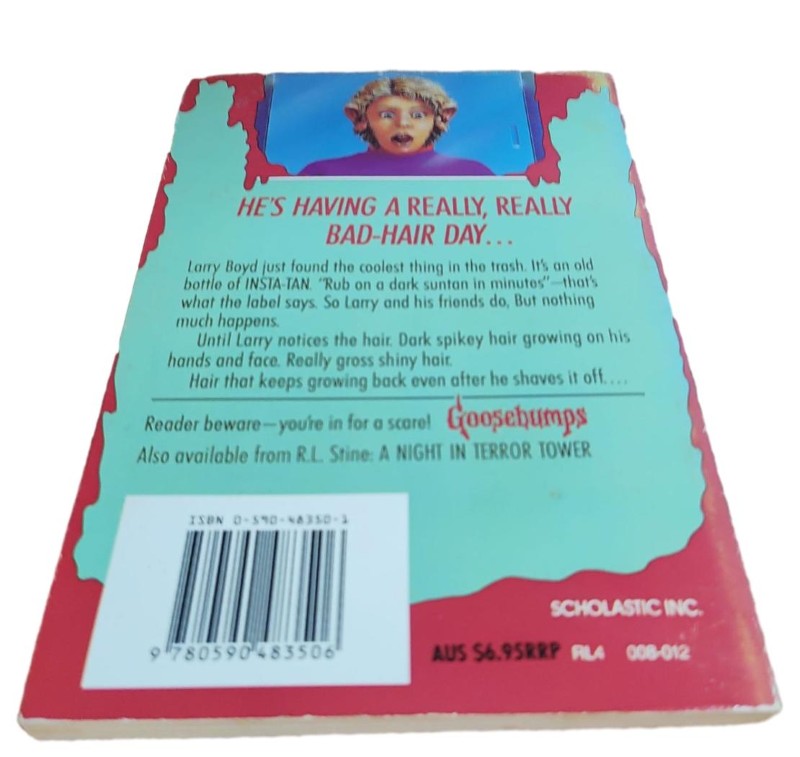 HE'S HAVING A REALLY, REALLY
BAD-HAIR DAY...
Larry Boyd just found the coolest thing in the trash. It's an old
bottle of INSTA-TAN. "Rub on a dark suntan in minutes"—that's
what the label says. So Larry and his friends do. But nothing
much happens.
Until Larry notices the hair. Dark spikey hair growing on his
hands and face. Really gross shiny hair.
Hair that keeps growing back even after he shaves it off....
Reader beware—you're in for a scare! Goosebumps
Also available from R.L. Stine: A NIGHT IN TERROR TOWER
ISBN 0-590-48350-1
9 780590 483506
SCHOLASTIC INC.
AUS $6.95RRP RL4 008-012